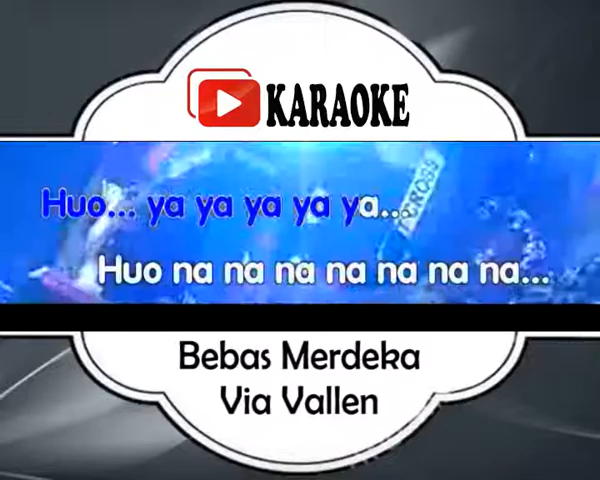 KARAOKE
Huo... ya ya ya ya ya...
Huo na na na na na na na...
Bebas Merdeka
Via Vallen